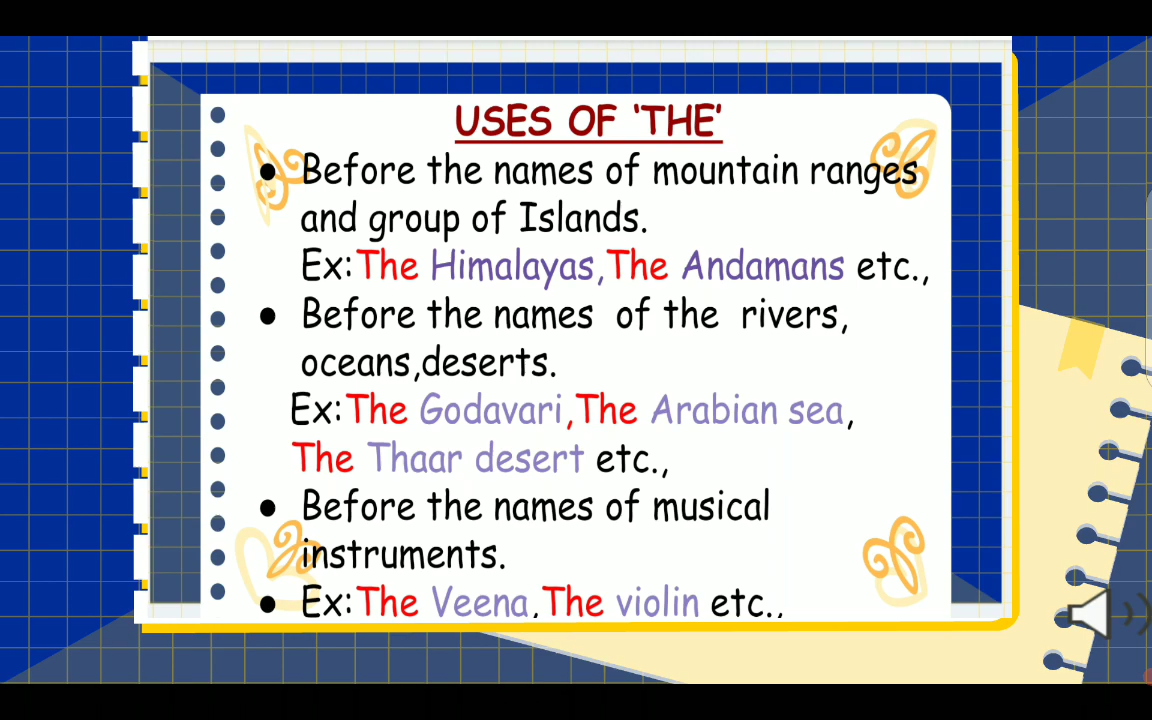 USES OF 'THE'
● Before the names of mountain ranges
and group of Islands.
Ex:The Himalayas,The Andamans etc.,
● Before the names of the rivers,
oceans,deserts.
Ex:The Godavari,The Arabian sea,
The Thaar desert etc.,
● Before the names of musical
instruments.
● Ex:The Veena,The violin etc.,